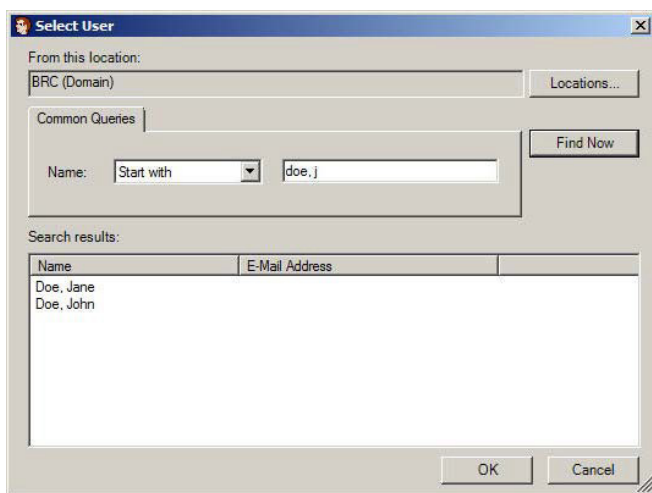 Select User
From this location:
BRC (Domain)
Locations...
Common Queries
Find Now
Name:
Start with
doe, j
Search results:
Name
E-Mail Address
Doe, Jane
Doe, John
OK
Cancel